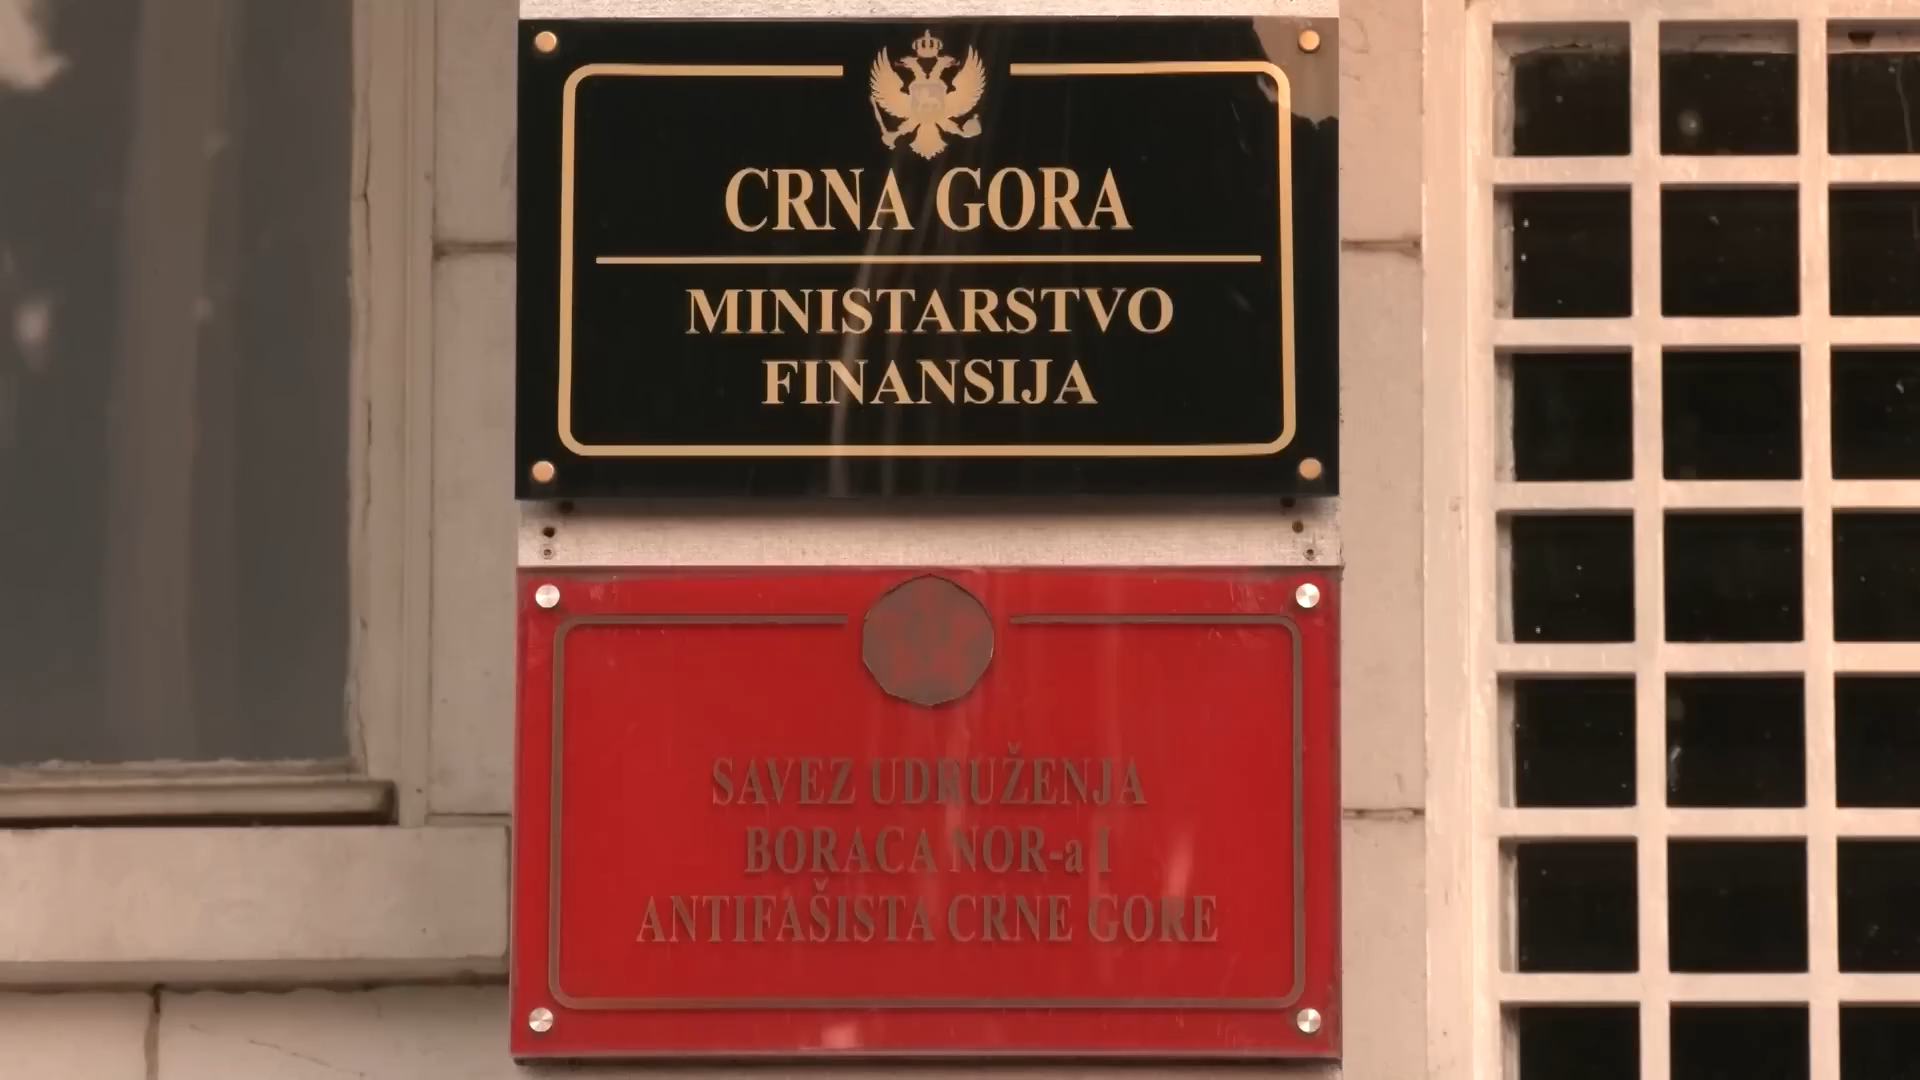 CRNA GORA
MINISTARSTVO
FINANSIJA
SAVEZ UDRUŽENJA
BORACA NOR-a I
ANTIFAŠISTA CRNE GORE